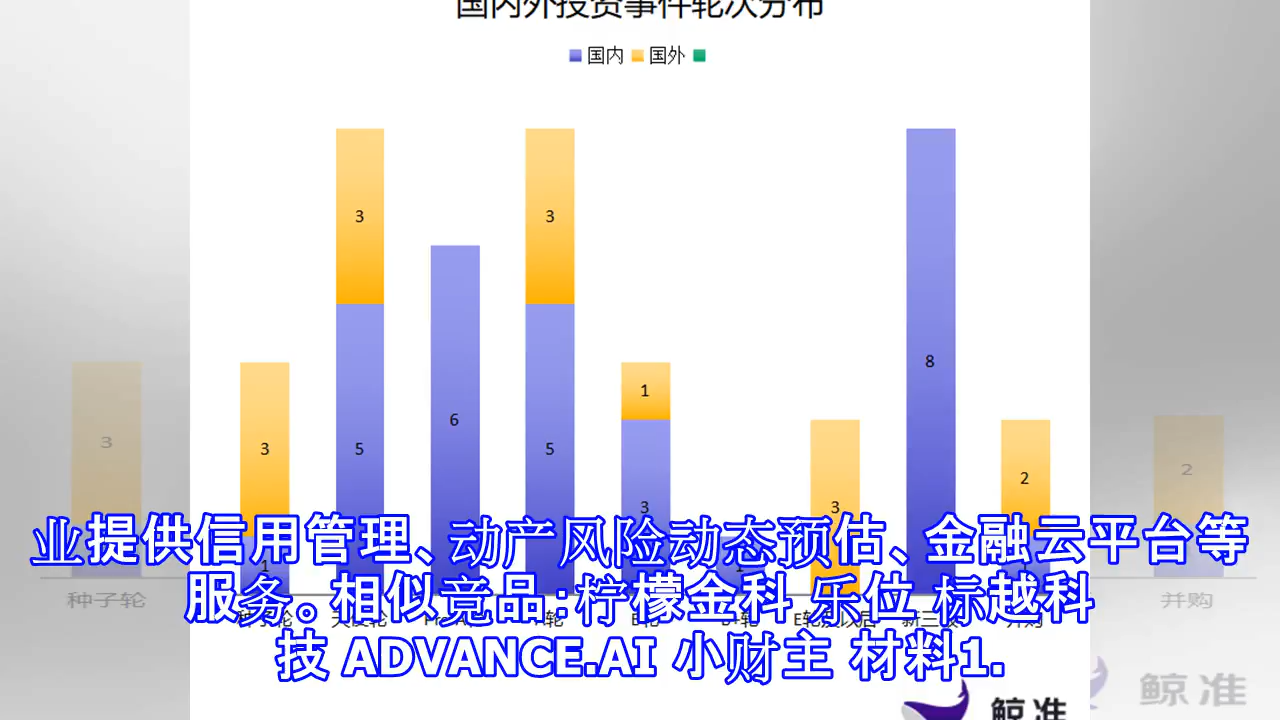 国内外投资事件轮次分布
国内 国外
3 3
8
1
6
3 5 5 2
3 3
1 1
3 2
业提供信用管理、动产风险动态预估、金融云平台等
服务。相似竞品:柠檬金科 乐位 标越科
技 ADVANCE.AI 小财主 材料1.
种子轮 并购
鲸准 鲸准